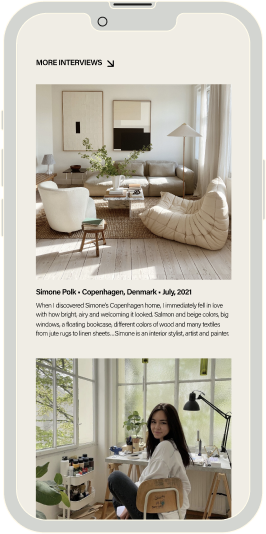 MORE INTERVIEWS ↘
Simone Polk • Copenhagen, Denmark • July, 2021
When I discovered Simone's Copenhagen home, I immediately fell in love
with how bright, airy and welcoming it looked. Salmon and beige colors, big
windows, a floating bookcase, different colors of wood and many textiles
from jute rugs to linen sheets... Simone is an interior stylist, artist and painter.